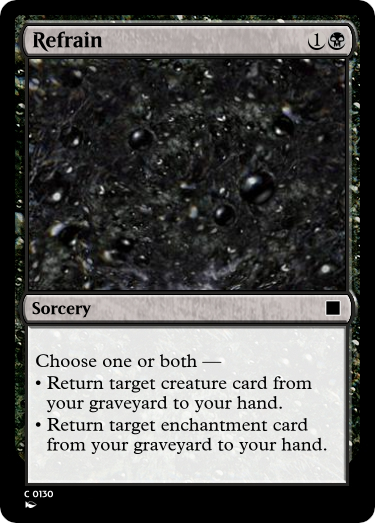 Refrain 1
Sorcery
Choose one or both —
• Return target creature card from
your graveyard to your hand.
• Return target enchantment card
from your graveyard to your hand.
C 0130